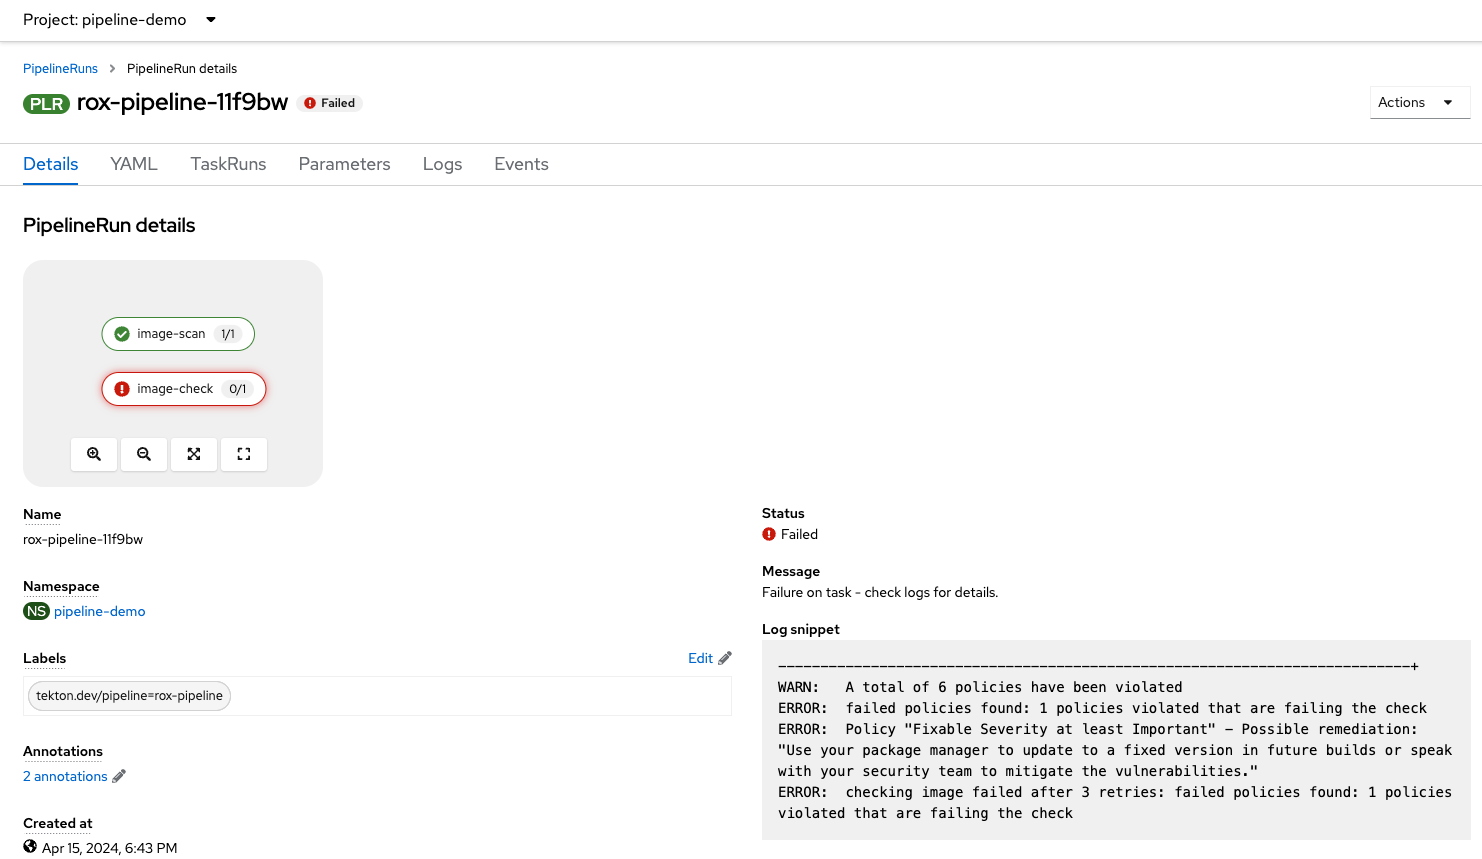 Project: pipeline-demo
PipelineRuns > PipelineRun details
PLR rox-pipeline-11f9bw Failed
Actions
Details YAML TaskRuns Parameters Logs Events
PipelineRun details
image-scan 1/1
image-check 0/1
Name
rox-pipeline-11f9bw
Namespace
NS pipeline-demo
Labels
Edit
tekton.dev/pipeline=rox-pipeline
Annotations
2 annotations
Created at
Apr 15, 2024, 6:43 PM
Status
Failed
Message
Failure on task - check logs for details.
Log snippet
---------------------------------------------------------------------------+
WARN:   A total of 6 policies have been violated
ERROR:  failed policies found: 1 policies violated that are failing the check
ERROR:  Policy "Fixable Severity at least Important" - Possible remediation:
"Use your package manager to update to a fixed version in future builds or speak
with your security team to mitigate the vulnerabilities."
ERROR:  checking image failed after 3 retries: failed policies found: 1 policies
violated that are failing the check